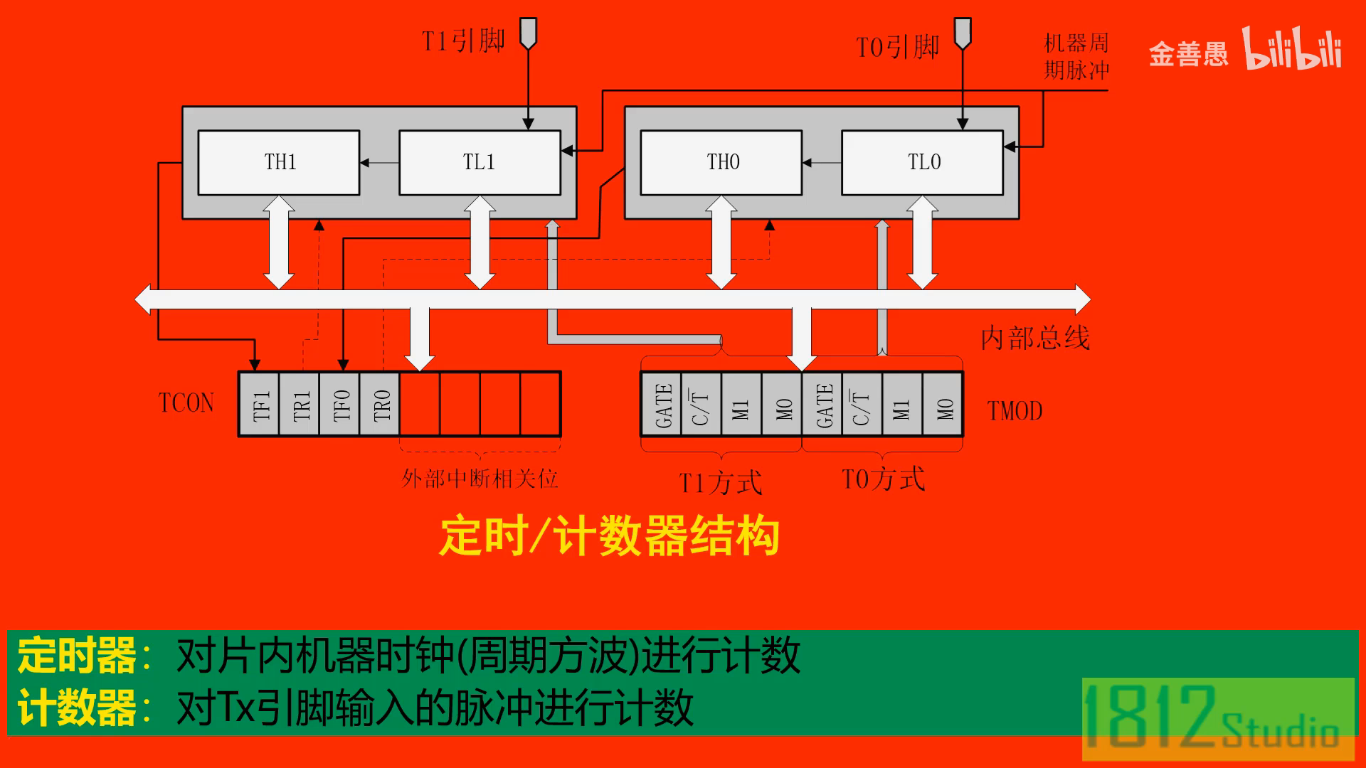 T1引脚
T0引脚
机器周
期脉冲
金善愚 bilibili
TH1
TL1
TH0
TL0
内部总线
TCON
TF1
TR1
TF0
TR0
GATE
C/T̅
M1
M0
GATE
C/T̅
M1
M0
TMOD
外部中断相关位
T1方式
T0方式
定时/计数器结构
定时器：对片内机器时钟(周期方波)进行计数
计数器：对Tx引脚输入的脉冲进行计数
1812Studio